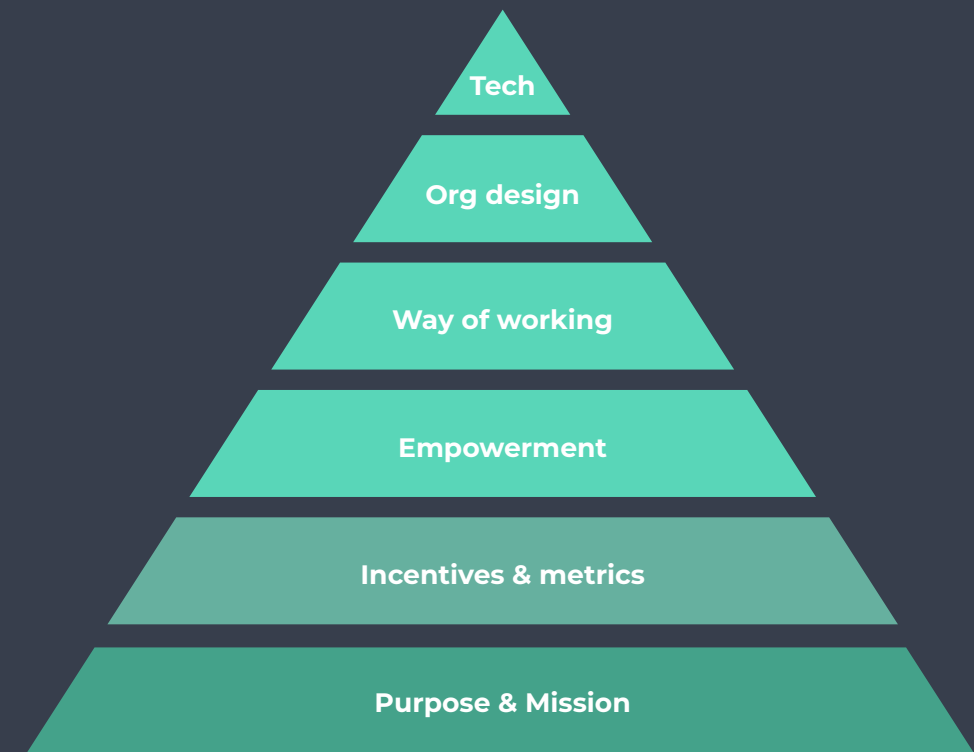 Tech
Org design
Way of working
Empowerment
Incentives & metrics
Purpose & Mission